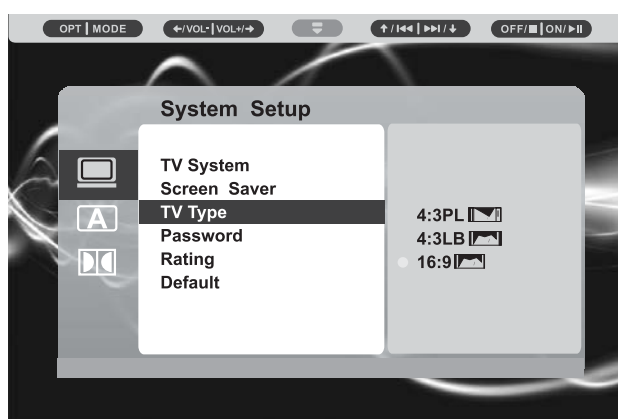 OPT | MODE
←/VOL- | VOL+/→
↑/⏮ | ⏭/↓
OFF/■ | ON/▶II
System Setup
TV System
Screen Saver
TV Type
Password
Rating
Default
4:3PL
4:3LB
16:9
A